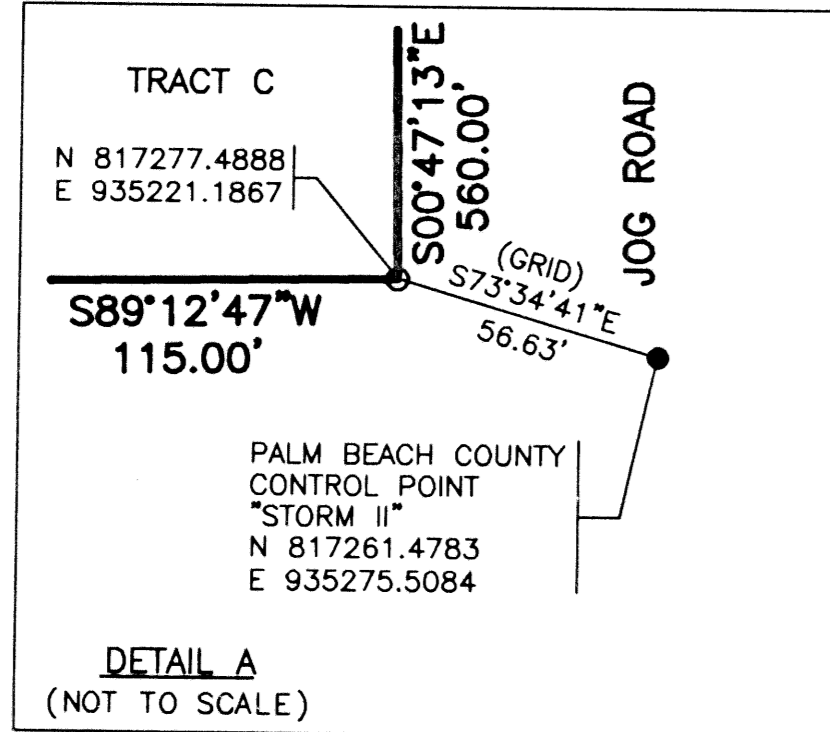 TRACT C
N 817277.4888
E 935221.1867
S00°47'13"E
560.00'
JOG ROAD
(GRID)
S73°34'41"E
56.63'
S89°12'47"W
115.00'
PALM BEACH COUNTY
CONTROL POINT
"STORM II"
N 817261.4783
E 935275.5084
DETAIL A
(NOT TO SCALE)